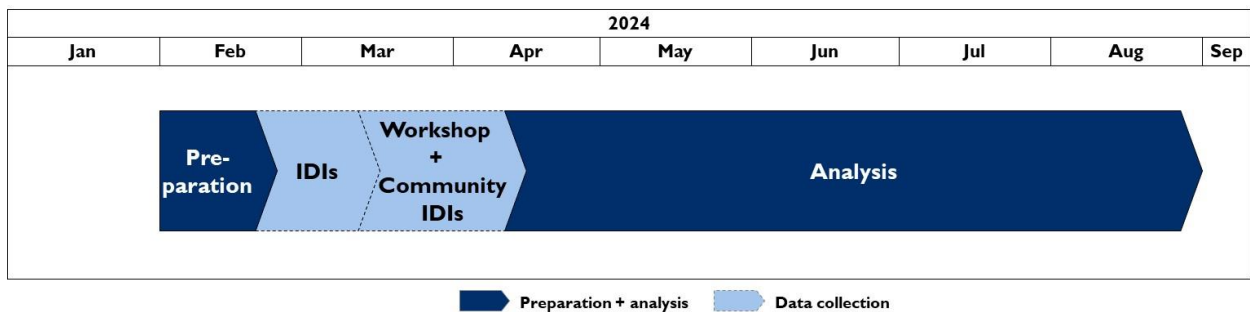 2024
Jan Feb Mar Apr May Jun Jul Aug Sep
Pre-
paration
IDIs
Workshop
+
Community
IDIs
Analysis
Preparation + analysis
Data collection